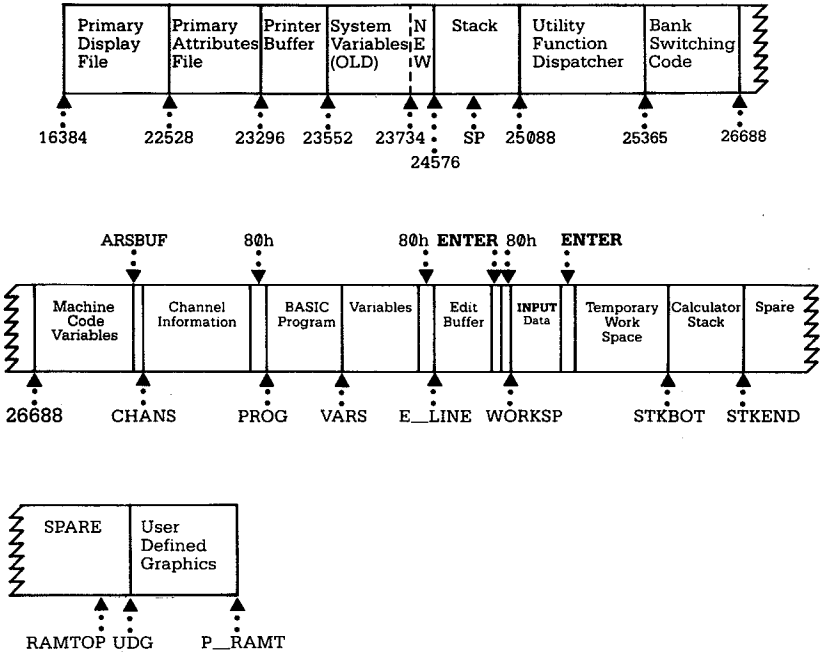 Primary Display File
Primary Attributes File
Printer Buffer
System Variables (OLD)
NEW
Stack
Utility Function Dispatcher
Bank Switching Code
16384 22528 23296 23552 23734 SP 25088 25365 26688
24576
ARSBUF 80h 80h ENTER 80h ENTER
Machine Code Variables
Channel Information
BASIC Program
Variables
Edit Buffer
INPUT Data
Temporary Work Space
Calculator Stack
Spare
26688 CHANS PROG VARS E_LINE WORKSP STKBOT STKEND
SPARE
User Defined Graphics
RAMTOP UDG P_RAMT